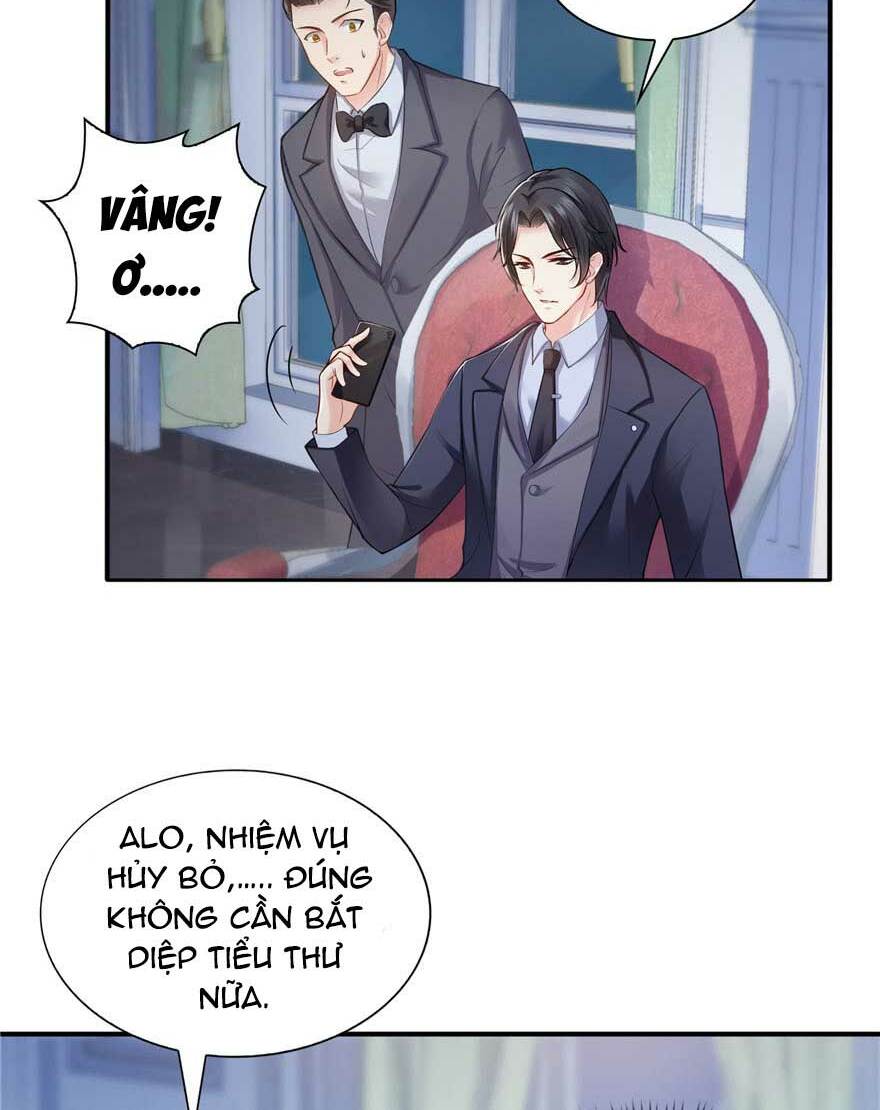 VÂNG!
Ơ.....
ALO, NHIỆM VỤ
HỦY BỎ,..... ĐÚNG
KHÔNG CẦN BẮT
DIỆP TIỂU THƯ
NỮA.